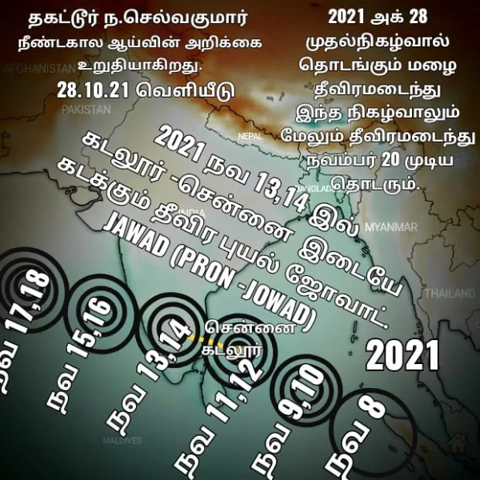 தகட்டூர் ந.செல்வகுமார்
நீண்டகால ஆய்வின் அறிக்கை
உறுதியாகிறது.
28.10.21 வெளியீடு
2021 அக் 28
முதல்நிகழ்வால்
தொடங்கும் மழை
தீவிரமடைந்து
இந்த நிகழ்வாலும்
மேலும் தீவிரமடைந்து
நவம்பர் 20 முடிய
தொடரும்.
AFGHANISTAN
PAKISTAN
NEPAL
BANGLADESH
INDIA
MYANMAR
THAILAND
MALDIVES
2021 நவ 13,14 இல்
கடலூர் -சென்னை இடையே
கடக்கும் தீவிர புயல் ஜோவாட்.
JAWAD (PRON -JOWAD)
சென்னை
கடலூர்
2021
நவ 17,18
நவ 15,16
நவ 13,14
நவ 11,12
நவ 9,10
நவ 8